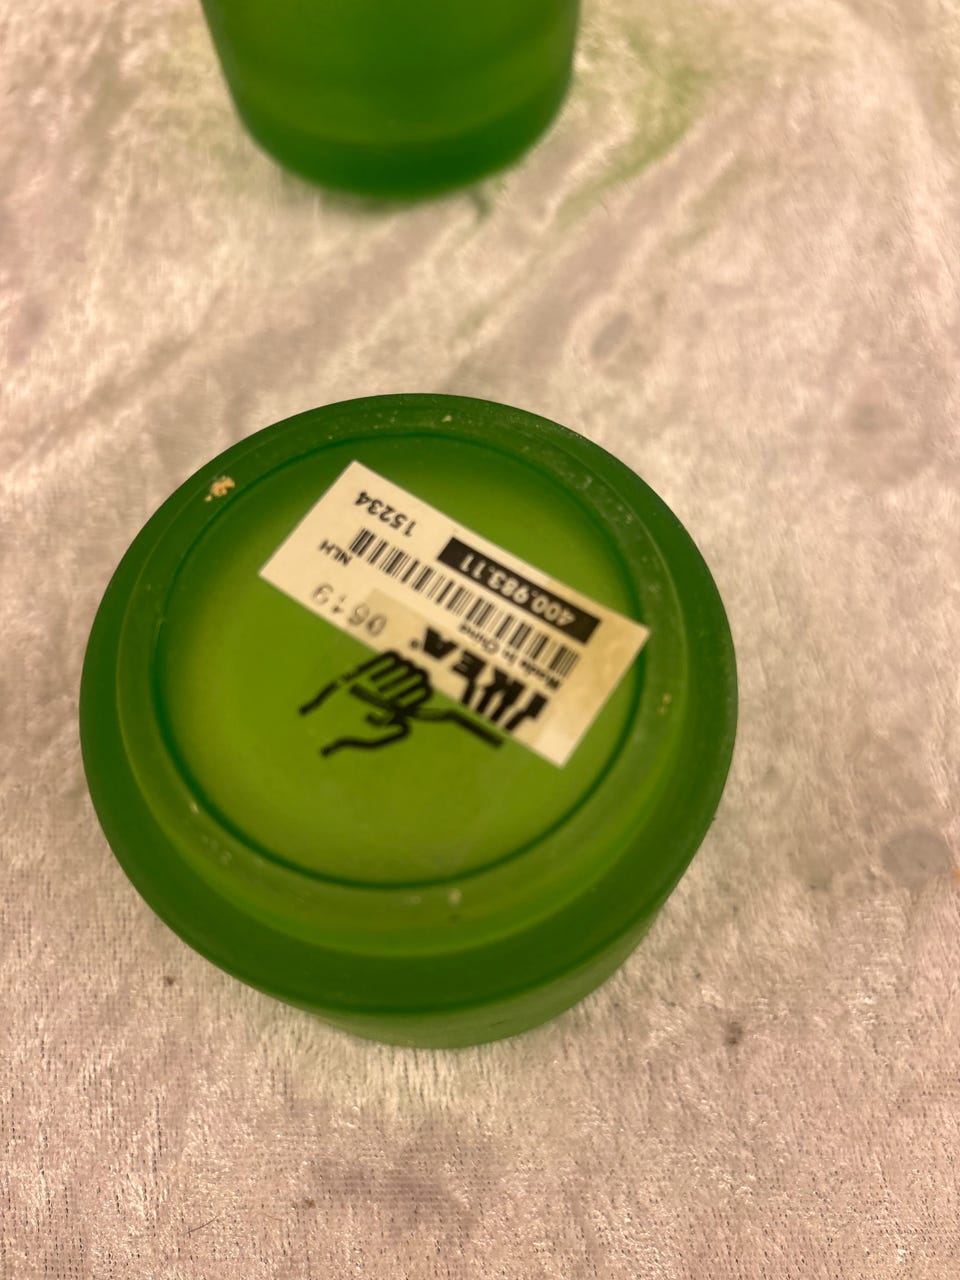 IKEA®
Made in China
400.983.11
NLH
15234
0619